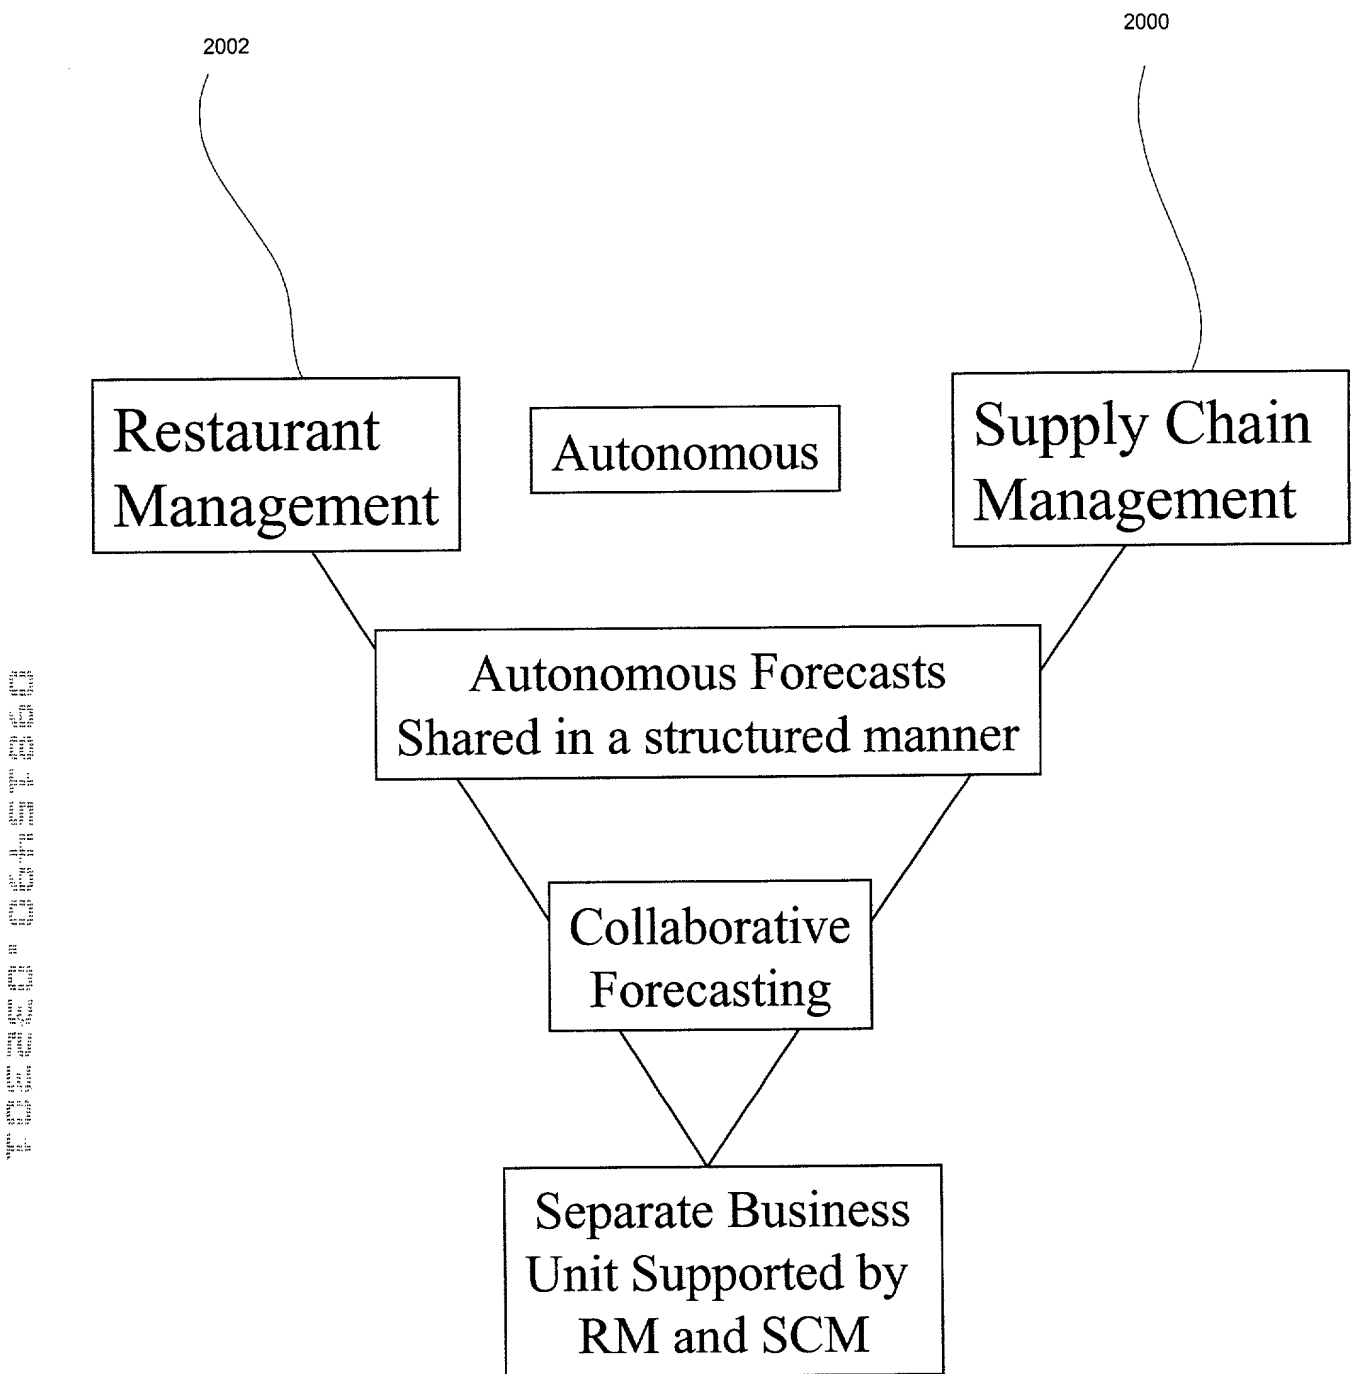 2002
2000
Restaurant
Management
Autonomous
Supply Chain
Management
Autonomous Forecasts
Shared in a structured manner
Collaborative
Forecasting
Separate Business
Unit Supported by
RM and SCM